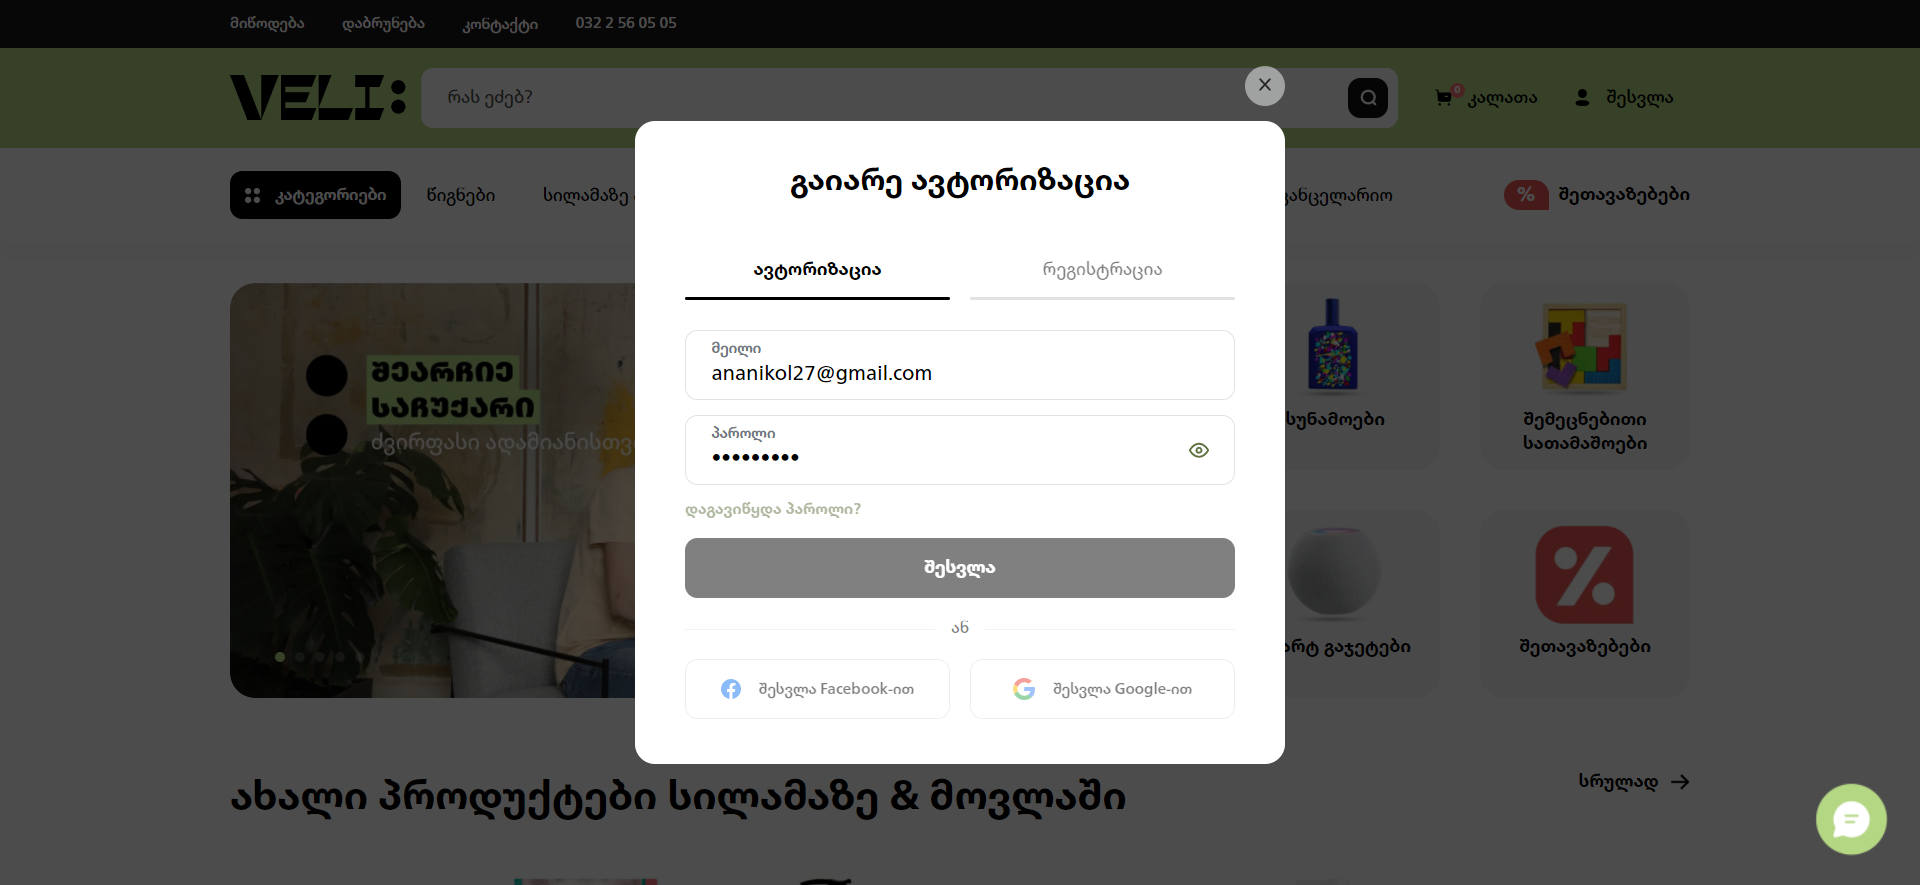 მიწოდება
დაბრუნება
კონტაქტი
032 2 56 05 05
VELI:
რას ეძებ?
0
კალათა
შესვლა
კატეგორიები
წიგნები
სილამაზე
კანცელარიო
%
შეთავაზებები
გაიარე ავტორიზაცია
ავტორიზაცია
რეგისტრაცია
მეილი
ananikol27@gmail.com
პაროლი
•••••••••
დაგავიწყდა პაროლი?
შესვლა
ან
შესვლა Facebook-ით
შესვლა Google-ით
შეარჩიე
საჩუქარი
ძვირფასი ადამიანისთვ
სუნამოები
შემეცნებითი
სათამაშოები
არტ გაჯეტები
%
შეთავაზებები
ახალი პროდუქტები სილამაზე & მოვლაში
სრულად